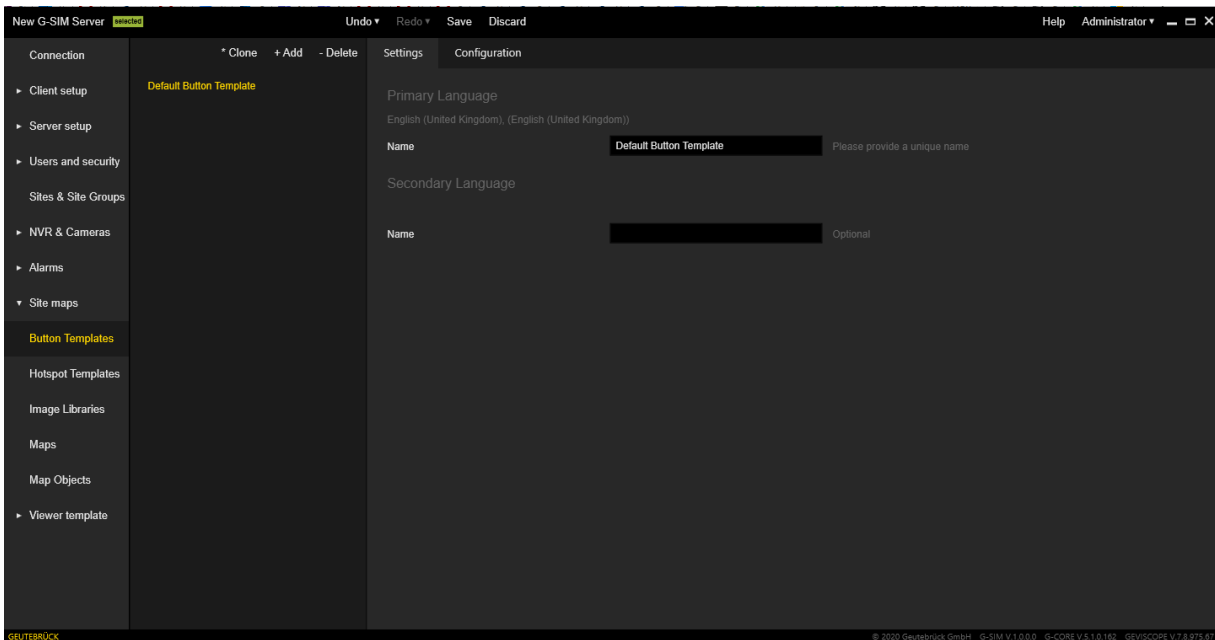 New G-SIM Server selected Undo ▾ Redo ▾ Save Discard Help Administrator ▾
Connection
Client setup
Server setup
Users and security
Sites & Site Groups
NVR & Cameras
Alarms
Site maps
Button Templates
Hotspot Templates
Image Libraries
Maps
Map Objects
Viewer template
* Clone + Add - Delete
Default Button Template
Settings Configuration
Primary Language
English (United Kingdom), (English (United Kingdom))
Name Default Button Template Please provide a unique name
Secondary Language
Name Optional
GEUTEBRÜCK © 2020 Geutebrück GmbH G-SIM V.1.0.0.0 G-CORE V.5.1.0.162 GEVISCOPE V.7.8.975.67